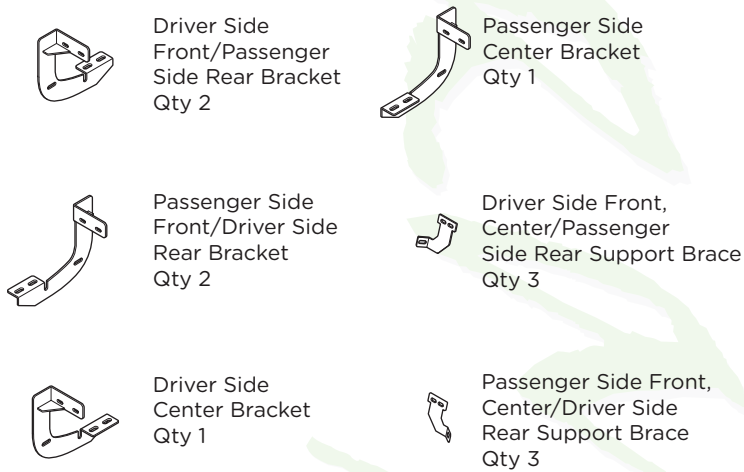 Driver Side
Front/Passenger
Side Rear Bracket
Qty 2
Passenger Side
Center Bracket
Qty 1
Passenger Side
Front/Driver Side
Rear Bracket
Qty 2
Driver Side Front,
Center/Passenger
Side Rear Support Brace
Qty 3
Driver Side
Center Bracket
Qty 1
Passenger Side Front,
Center/Driver Side
Rear Support Brace
Qty 3